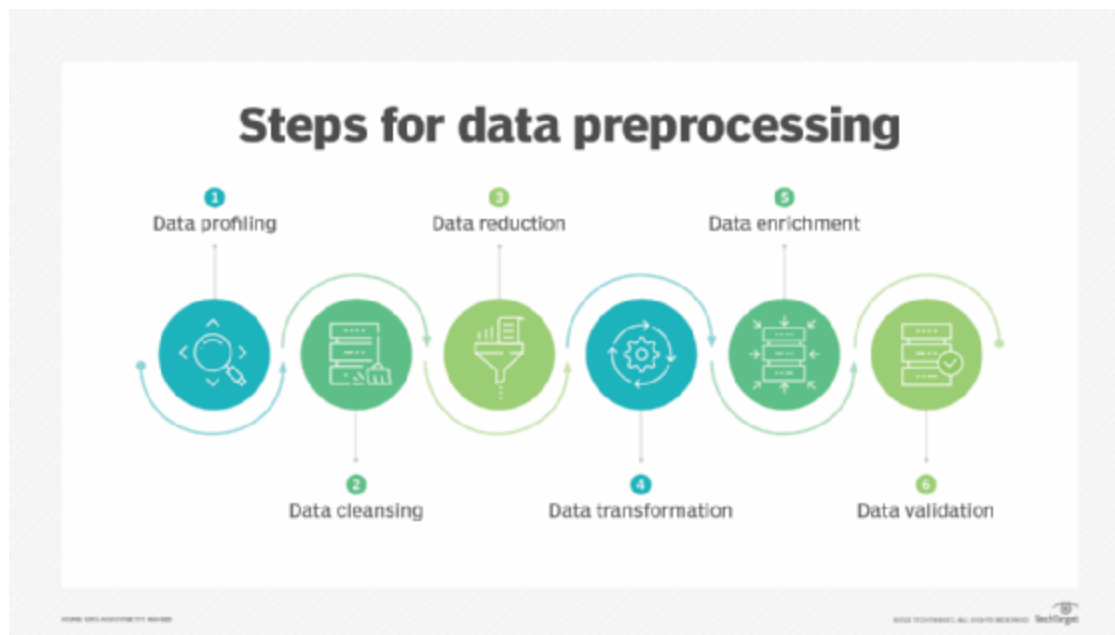 Steps for data preprocessing
1
Data profiling
3
Data reduction
5
Data enrichment
2
Data cleansing
4
Data transformation
6
Data validation
TechTarget